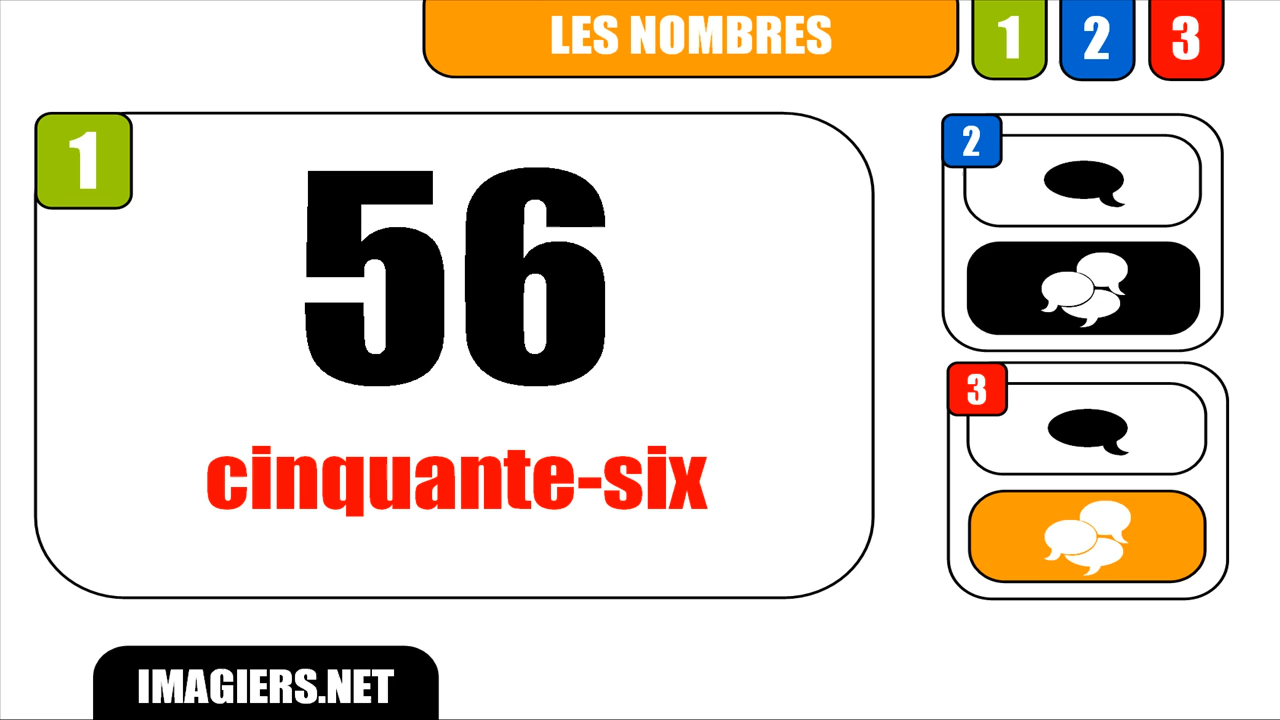 LES NOMBRES
1
2
3
1
56
cinquante-six
2
3
IMAGIERS.NET